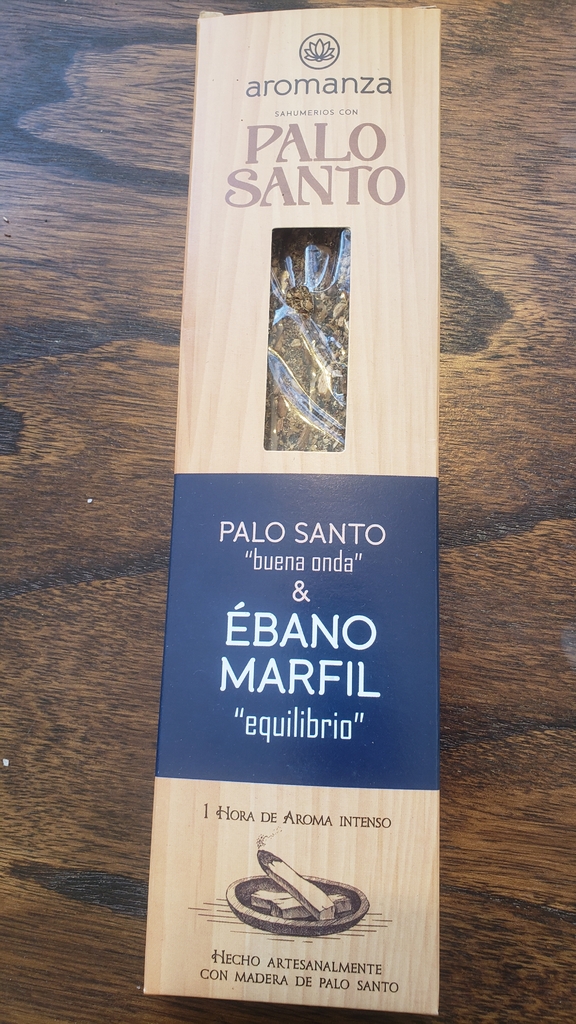 aromanza
SAHUMERIOS CON
PALO
SANTO
PALO SANTO
“buena onda”
&
ÉBANO
MARFIL
“equilibrio”
1 HORA DE AROMA INTENSO
HECHO ARTESANALMENTE
CON MADERA DE PALO SANTO